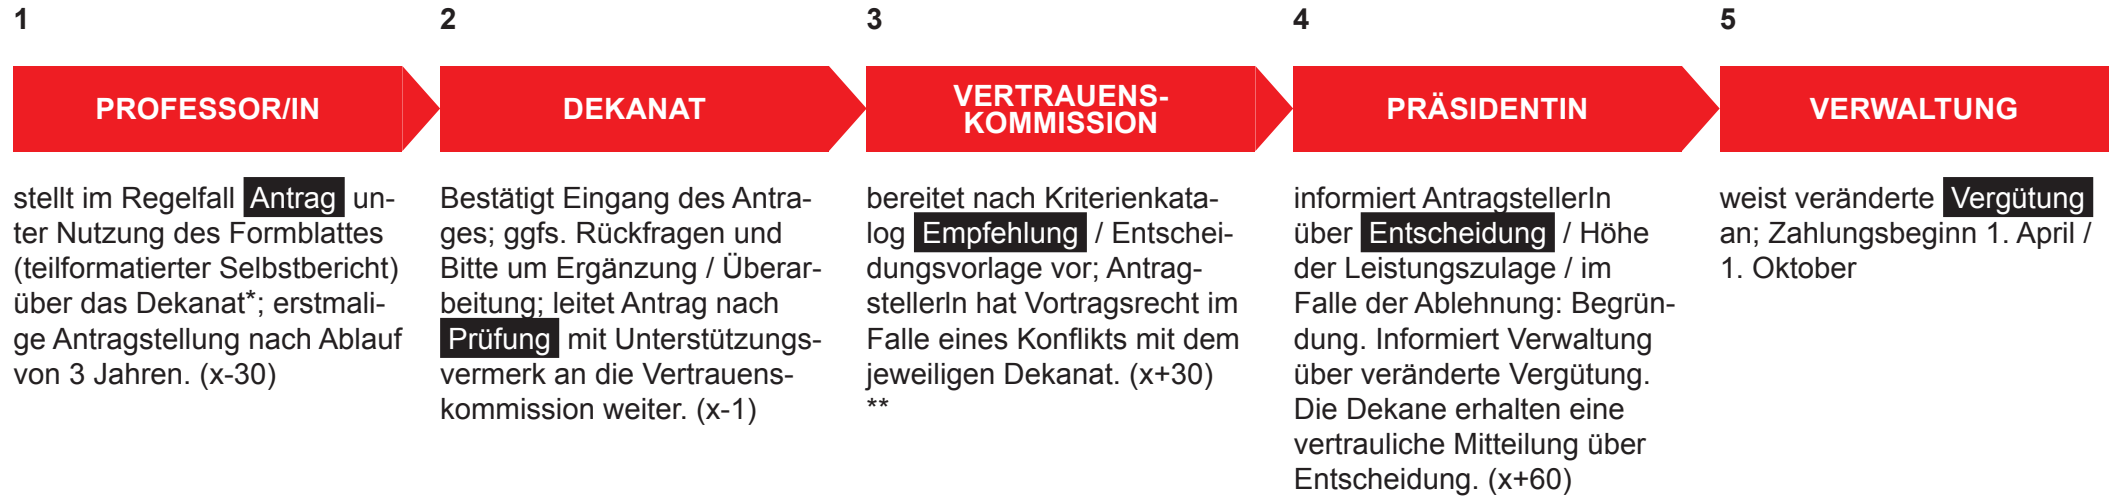 1
PROFESSOR/IN
stellt im Regelfall Antrag un-
ter Nutzung des Formblattes
(teilformatierter Selbstbericht)
über das Dekanat*; erstmali-
ge Antragstellung nach Ablauf
von 3 Jahren. (x-30)
2
DEKANAT
Bestätigt Eingang des Antra-
ges; ggfs. Rückfragen und
Bitte um Ergänzung / Überar-
beitung; leitet Antrag nach
Prüfung mit Unterstützungs-
vermerk an die Vertrauens-
kommission weiter. (x-1)
3
VERTRAUENS-
KOMMISSION
bereitet nach Kriterienkata-
log Empfehlung / Entschei-
dungsvorlage vor; Antrag-
stellerIn hat Vortragsrecht im
Falle eines Konflikts mit dem
jeweiligen Dekanat. (x+30)
**
4
PRÄSIDENTIN
informiert AntragstellerIn
über Entscheidung / Höhe
der Leistungszulage / im
Falle der Ablehnung: Begrün-
dung. Informiert Verwaltung
über veränderte Vergütung.
Die Dekane erhalten eine
vertrauliche Mitteilung über
Entscheidung. (x+60)
5
VERWALTUNG
weist veränderte Vergütung
an; Zahlungsbeginn 1. April /
1. Oktober